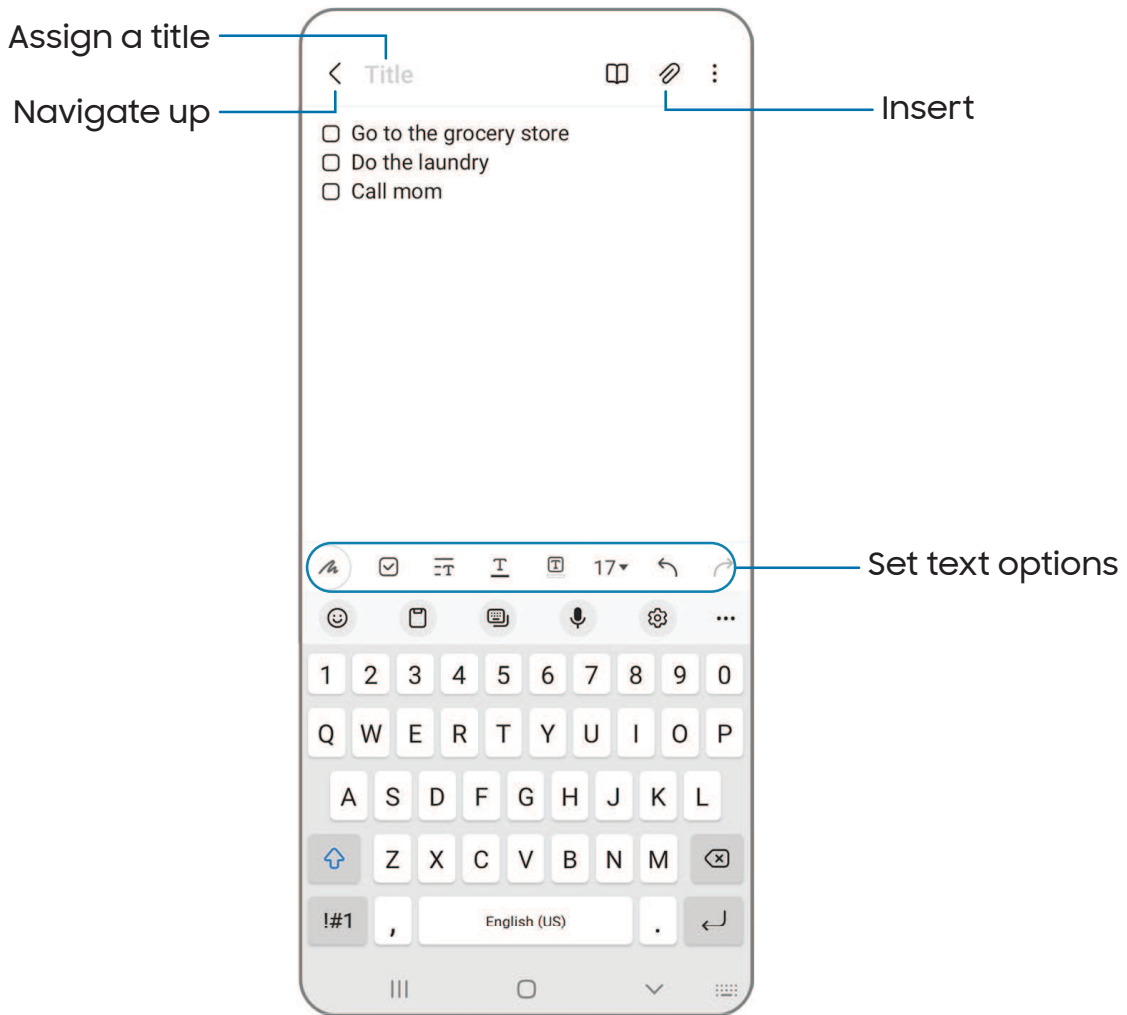 Assign a title
Title
Navigate up
Insert
Go to the grocery store
Do the laundry
Call mom
T T T 17
Set text options
1 2 3 4 5 6 7 8 9 0
Q W E R T Y U I O P
A S D F G H J K L
Z X C V B N M
!#1 , English (US) .